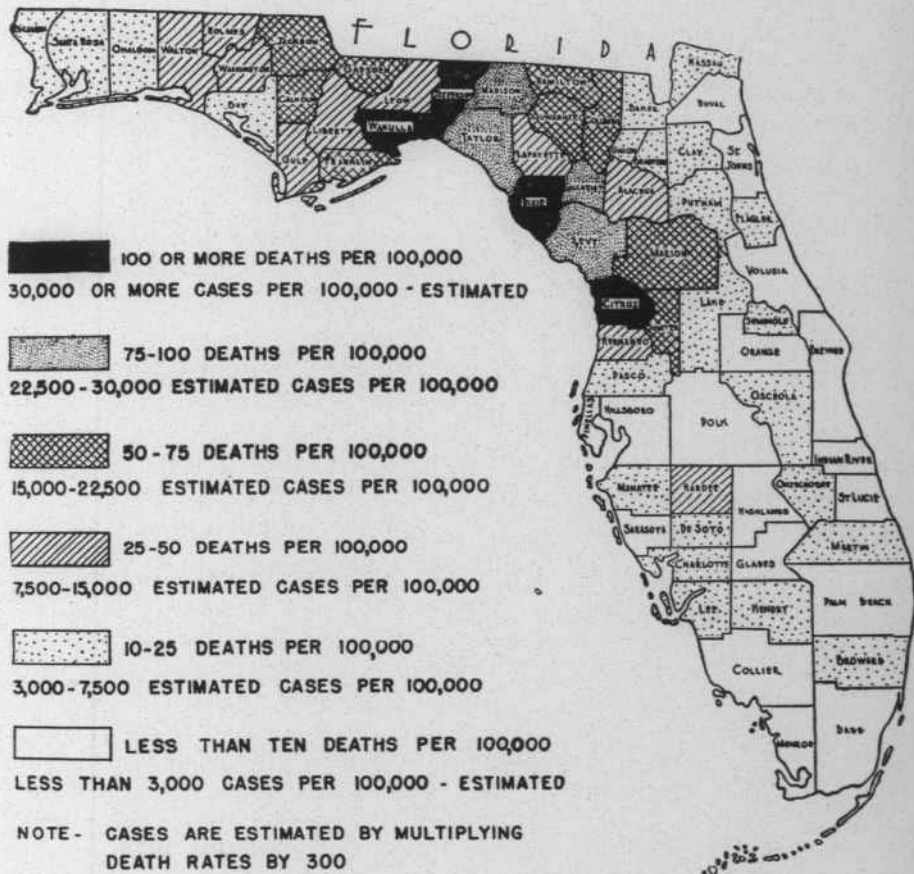 FLORIDA
ESCAMBIA
SANTA ROSA
OKALOOSA
WALTON
HOLMES
JACKSON
WASHINGTON
BAY
CALHOUN
GULF
LIBERTY
GADSDEN
LEON
FRANKLIN
WAKULLA
MADISON
TAYLOR
HAMILTON
SUWANNEE
LAFAYETTE
DIXIE
LEVY
BAKER
NASSAU
DUVAL
UNION
CLAY
ST JOHNS
ALACHUA
PUTNAM
FLAGLER
MARION
VOLUSIA
CITRUS
LAKE
SEMINOLE
HERNANDO
ORANGE
PASCO
OSCEOLA
PINELLAS
HILLSBORO
POLK
INDIAN RIVER
MANATEE
HARDEE
OKEECHOBEE
HIGHLANDS
ST LUCIE
SARASOTA
DE SOTO
MARTIN
CHARLOTTE
GLADES
LEE
HENDRY
PALM BEACH
COLLIER
BROWARD
MONROE
DADE
100 OR MORE DEATHS PER 100,000
30,000 OR MORE CASES PER 100,000 - ESTIMATED
75-100 DEATHS PER 100,000
22,500-30,000 ESTIMATED CASES PER 100,000
50-75 DEATHS PER 100,000
15,000-22,500 ESTIMATED CASES PER 100,000
25-50 DEATHS PER 100,000
7,500-15,000 ESTIMATED CASES PER 100,000
10-25 DEATHS PER 100,000
3,000-7,500 ESTIMATED CASES PER 100,000
LESS THAN TEN DEATHS PER 100,000
LESS THAN 3,000 CASES PER 100,000 - ESTIMATED
NOTE - CASES ARE ESTIMATED BY MULTIPLYING
DEATH RATES BY 300